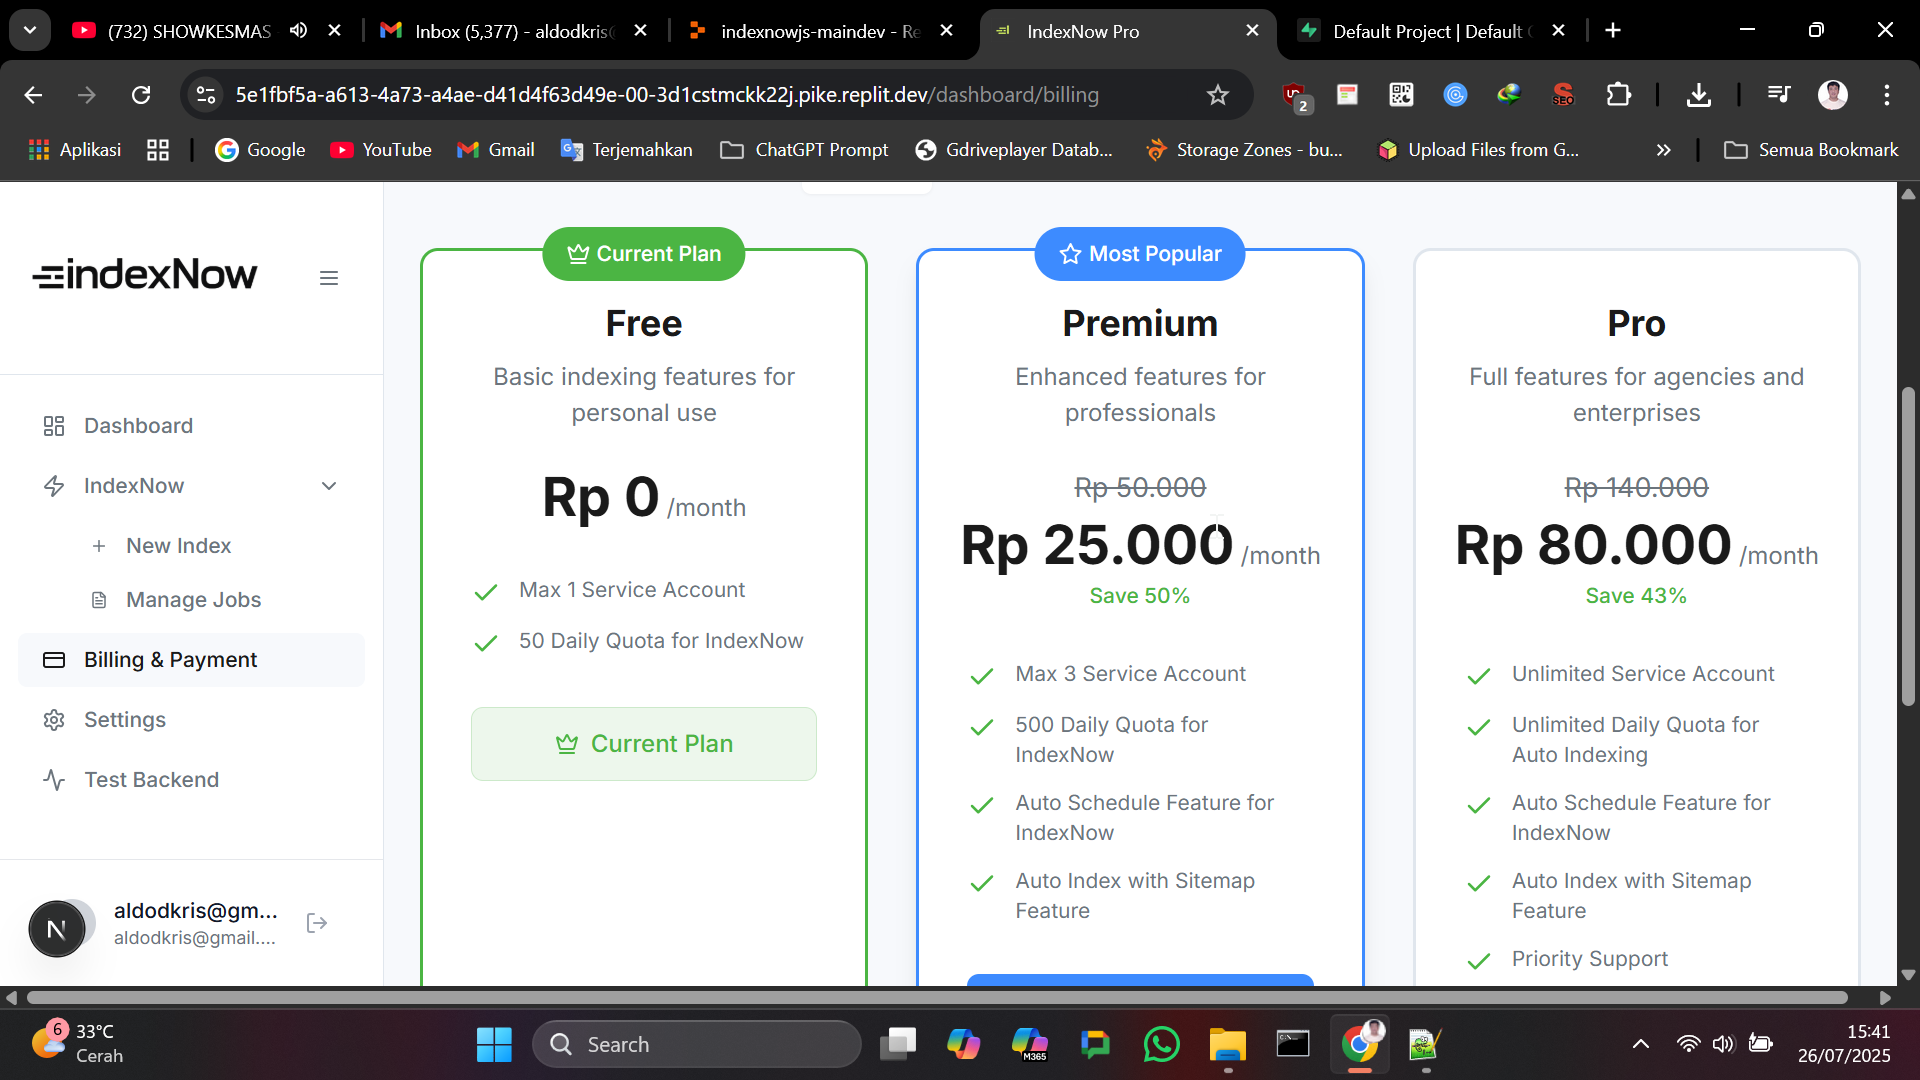 (732) SHOWKESMAS
Inbox (5,377) - aldodkris
indexnowjs-maindev - Re
IndexNow Pro
Default Project | Default
5e1fbf5a-a613-4a73-a4ae-d41d4f63d49e-00-3d1cstmckk22j.pike.replit.dev/dashboard/billing
2
SEO
Aplikasi
Google
YouTube
Gmail
Terjemahkan
ChatGPT Prompt
Gdriveplayer Datab...
Storage Zones - bu...
Upload Files from G...
Semua Bookmark
indexNow
Dashboard
IndexNow
New Index
Manage Jobs
Billing & Payment
Settings
Test Backend
N
aldodkris@gm...
aldodkris@gmail....
Current Plan
Free
Basic indexing features for
personal use
Rp 0 /month
Max 1 Service Account
50 Daily Quota for IndexNow
Current Plan
Most Popular
Premium
Enhanced features for
professionals
Rp 50.000
Rp 25.000 /month
Save 50%
Max 3 Service Account
500 Daily Quota for
IndexNow
Auto Schedule Feature for
IndexNow
Auto Index with Sitemap
Feature
Pro
Full features for agencies and
enterprises
Rp 140.000
Rp 80.000 /month
Save 43%
Unlimited Service Account
Unlimited Daily Quota for
Auto Indexing
Auto Schedule Feature for
IndexNow
Auto Index with Sitemap
Feature
Priority Support
6
33°C
Cerah
Search
M365
15:41
26/07/2025